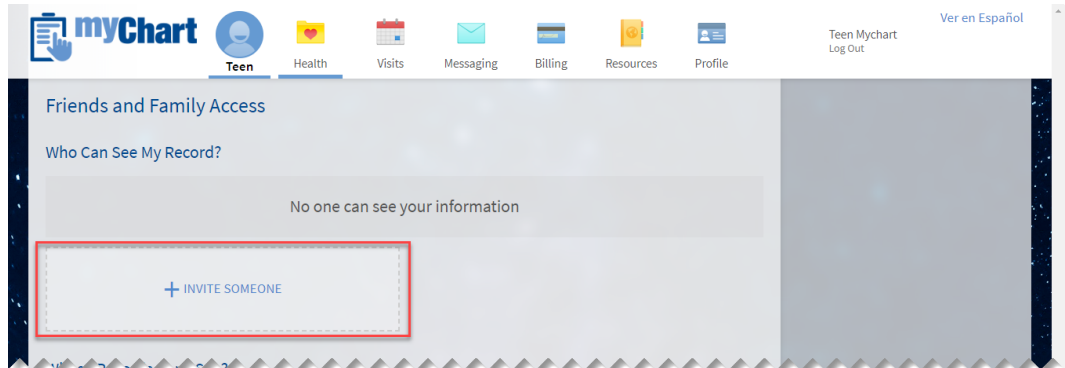 myChart
Teen
Health
Visits
Messaging
Billing
Resources
Profile
Ver en Español
Teen Mychart
Log Out
Friends and Family Access
Who Can See My Record?
No one can see your information
+ INVITE SOMEONE